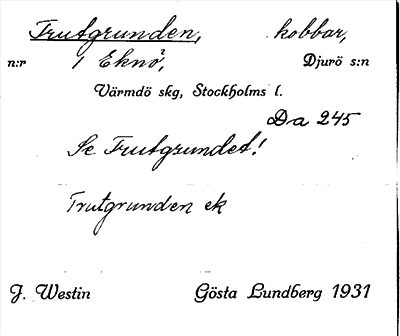 Trutgrunden, kobbar,
n:r 1 Eknö, Djurö s:n
Värmdö skg, Stockholms l.
Da 245
Se Trutgrundet!
Trutgrunden ek
J. Westin Gösta Lundberg 1931